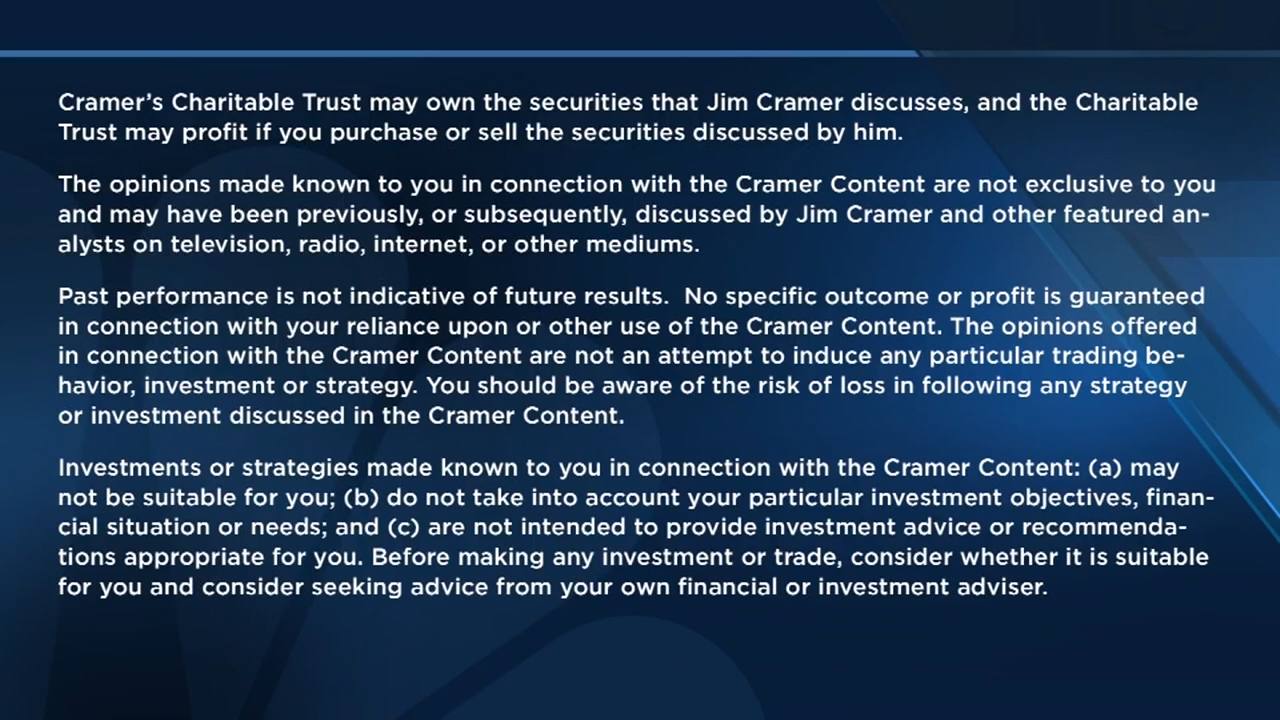 Cramer’s Charitable Trust may own the securities that Jim Cramer discusses, and the Charitable
Trust may profit if you purchase or sell the securities discussed by him.
The opinions made known to you in connection with the Cramer Content are not exclusive to you
and may have been previously, or subsequently, discussed by Jim Cramer and other featured an-
alysts on television, radio, internet, or other mediums.
Past performance is not indicative of future results.  No specific outcome or profit is guaranteed
in connection with your reliance upon or other use of the Cramer Content. The opinions offered
in connection with the Cramer Content are not an attempt to induce any particular trading be-
havior, investment or strategy. You should be aware of the risk of loss in following any strategy
or investment discussed in the Cramer Content.
Investments or strategies made known to you in connection with the Cramer Content: (a) may
not be suitable for you; (b) do not take into account your particular investment objectives, finan-
cial situation or needs; and (c) are not intended to provide investment advice or recommenda-
tions appropriate for you. Before making any investment or trade, consider whether it is suitable
for you and consider seeking advice from your own financial or investment adviser.